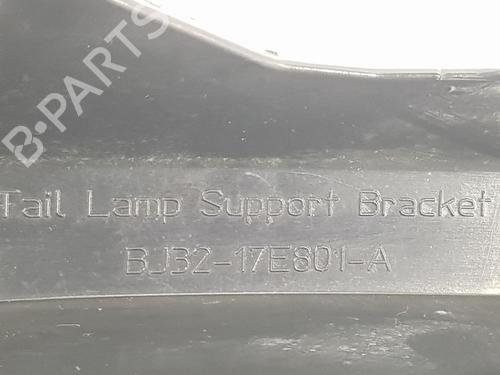 B-PARTS
Tail Lamp Support Bracket
BJ32-17E801-A